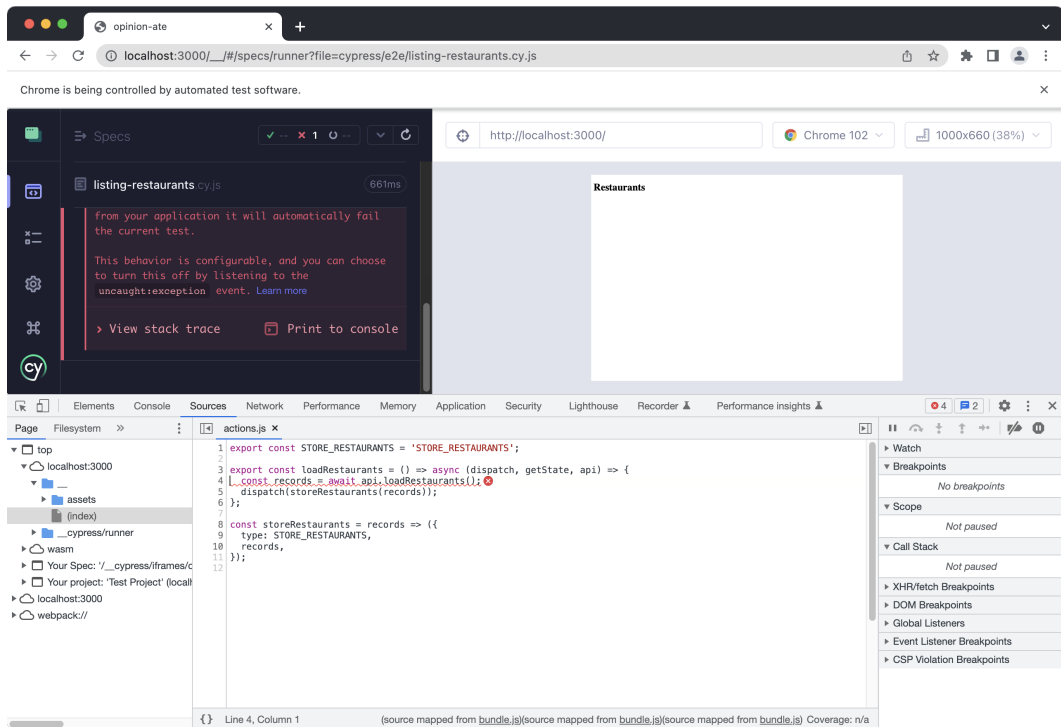 opinion-ate
localhost:3000/__/#/specs/runner?file=cypress/e2e/listing-restaurants.cy.js
Chrome is being controlled by automated test software.
Specs
-- 1 --
http://localhost:3000/
Chrome 102
1000x660 (38%)
listing-restaurants.cy.js
661ms
from your application it will automatically fail
the current test.
This behavior is configurable, and you can choose
to turn this off by listening to the
uncaught:exception event. Learn more
> View stack trace
Print to console
cy
Restaurants
Elements Console Sources Network Performance Memory Application Security Lighthouse Recorder Performance insights
4 2
Page Filesystem »
actions.js ×
top
localhost:3000
__
assets
(index)
__cypress/runner
wasm
Your Spec: '/__cypress/iframes/c
Your project: 'Test Project' (localh
localhost:3000
webpack://
1 export const STORE_RESTAURANTS = 'STORE_RESTAURANTS';
2
3 export const loadRestaurants = () => async (dispatch, getState, api) => {
4 const records = await api.loadRestaurants();
5 dispatch(storeRestaurants(records));
6 };
7
8 const storeRestaurants = records => ({
9 type: STORE_RESTAURANTS,
10 records,
11 });
12
{} Line 4, Column 1
(source mapped from bundle.js)(source mapped from bundle.js)(source mapped from bundle.js) Coverage: n/a
Watch
Breakpoints
No breakpoints
Scope
Not paused
Call Stack
Not paused
XHR/fetch Breakpoints
DOM Breakpoints
Global Listeners
Event Listener Breakpoints
CSP Violation Breakpoints